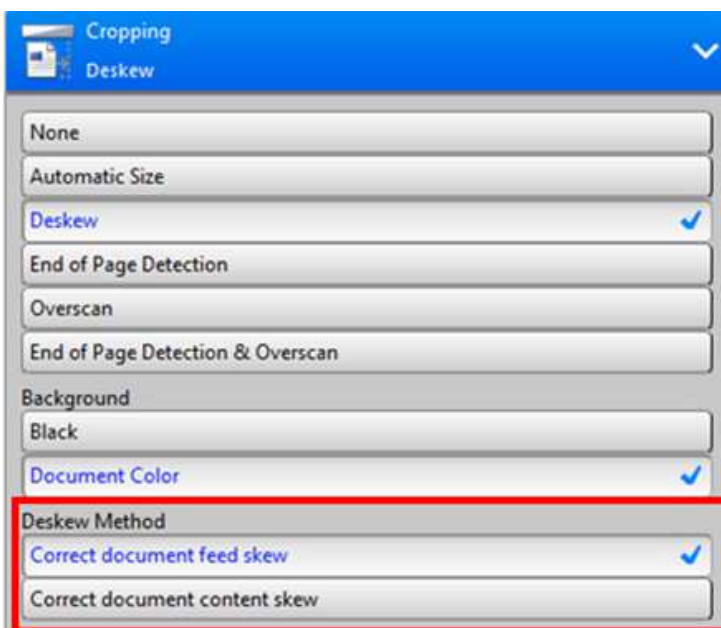 Cropping
Deskew
None
Automatic Size
Deskew
End of Page Detection
Overscan
End of Page Detection & Overscan
Background
Black
Document Color
Deskew Method
Correct document feed skew
Correct document content skew